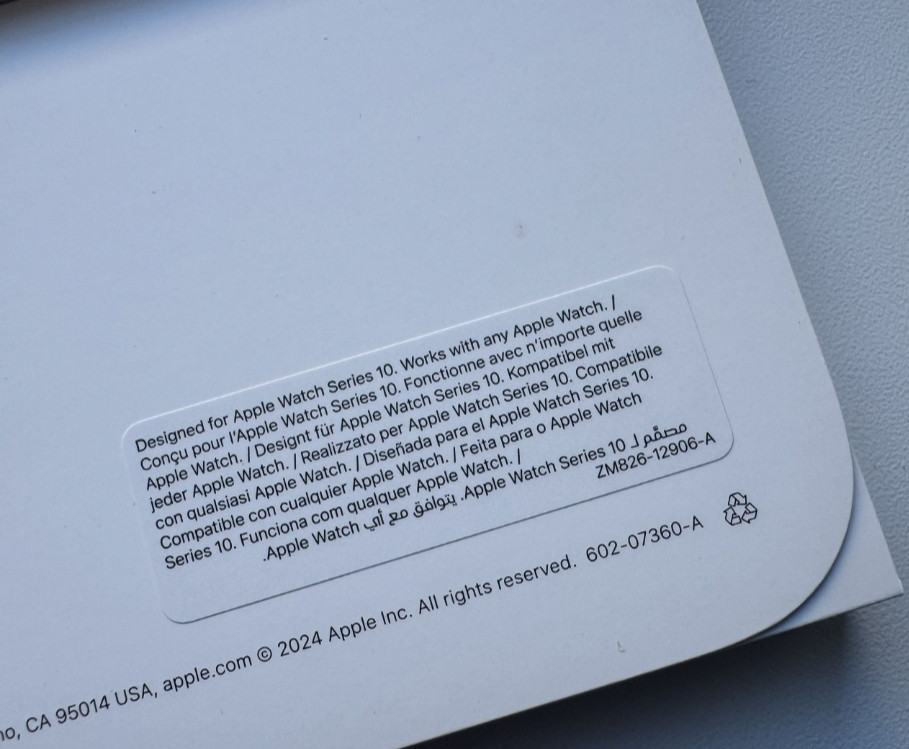 Designed for Apple Watch Series 10. Works with any Apple Watch. /
Conçu pour l'Apple Watch Series 10. Fonctionne avec n'importe quelle
Apple Watch. / Designt für Apple Watch Series 10. Kompatibel mit
jeder Apple Watch. / Realizzato per Apple Watch Series 10. Compatibile
con qualsiasi Apple Watch. / Diseñada para el Apple Watch Series 10.
Compatible con cualquier Apple Watch. / Feita para o Apple Watch
Series 10. Funciona com qualquer Apple Watch. /
مصمَّم لـ Apple Watch Series 10. يتوافق مع أي Apple Watch.
ZM826-12906-A
CA 95014 USA, apple.com © 2024 Apple Inc. All rights reserved. 602-07360-A